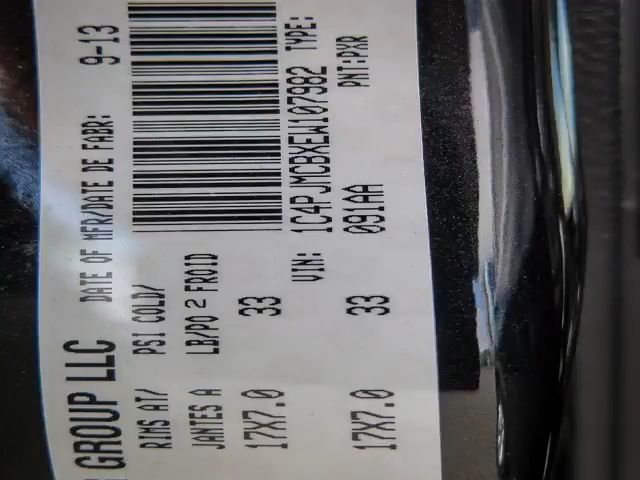 GROUP LLC
DATE OF MFR/DATE DE FABR: 9-13
RIMS AT/ PSI COLD/
JANTES A LB/PO 2 FROID
17X7.0 33
VIN: 1C4PJMCBXEW107982 TYPE:
17X7.0 33 091AA PNT:PXR